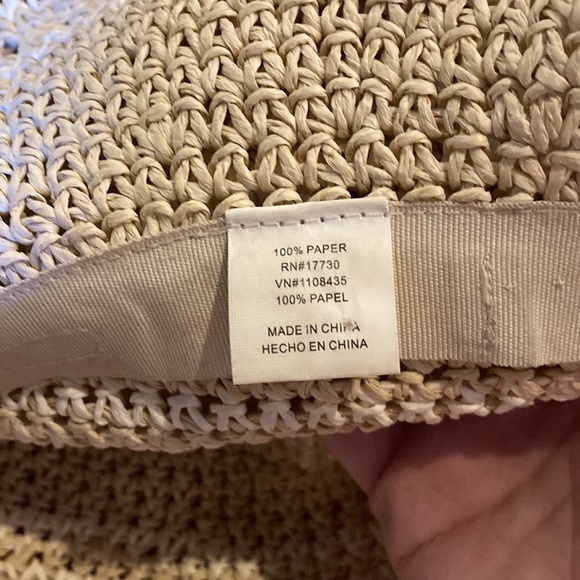 100% PAPER
RN#17730
VN#1108435
100% PAPEL
MADE IN CHINA
HECHO EN CHINA